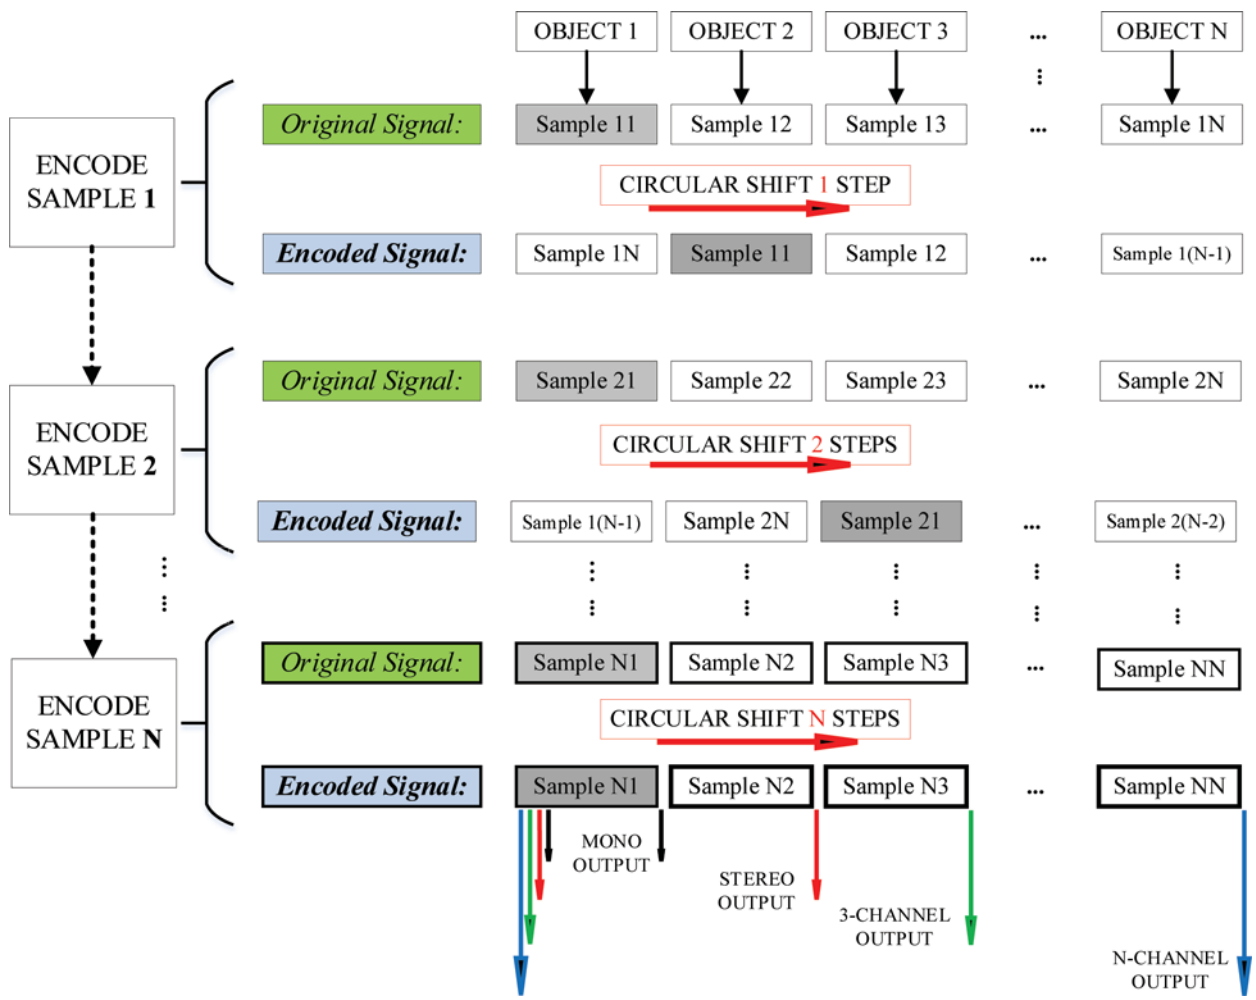 OBJECT 1 OBJECT 2 OBJECT 3 ... OBJECT N
Original Signal: Sample 11 Sample 12 Sample 13 ... Sample 1N
ENCODE
SAMPLE 1
CIRCULAR SHIFT 1 STEP
Encoded Signal: Sample 1N Sample 11 Sample 12 ... Sample 1(N-1)
Original Signal: Sample 21 Sample 22 Sample 23 ... Sample 2N
ENCODE
SAMPLE 2
CIRCULAR SHIFT 2 STEPS
Encoded Signal: Sample 1(N-1) Sample 2N Sample 21 ... Sample 2(N-2)
Original Signal: Sample N1 Sample N2 Sample N3 ... Sample NN
ENCODE
SAMPLE N
CIRCULAR SHIFT N STEPS
Encoded Signal: Sample N1 Sample N2 Sample N3 ... Sample NN
MONO
OUTPUT
STEREO
OUTPUT
3-CHANNEL
OUTPUT
N-CHANNEL
OUTPUT